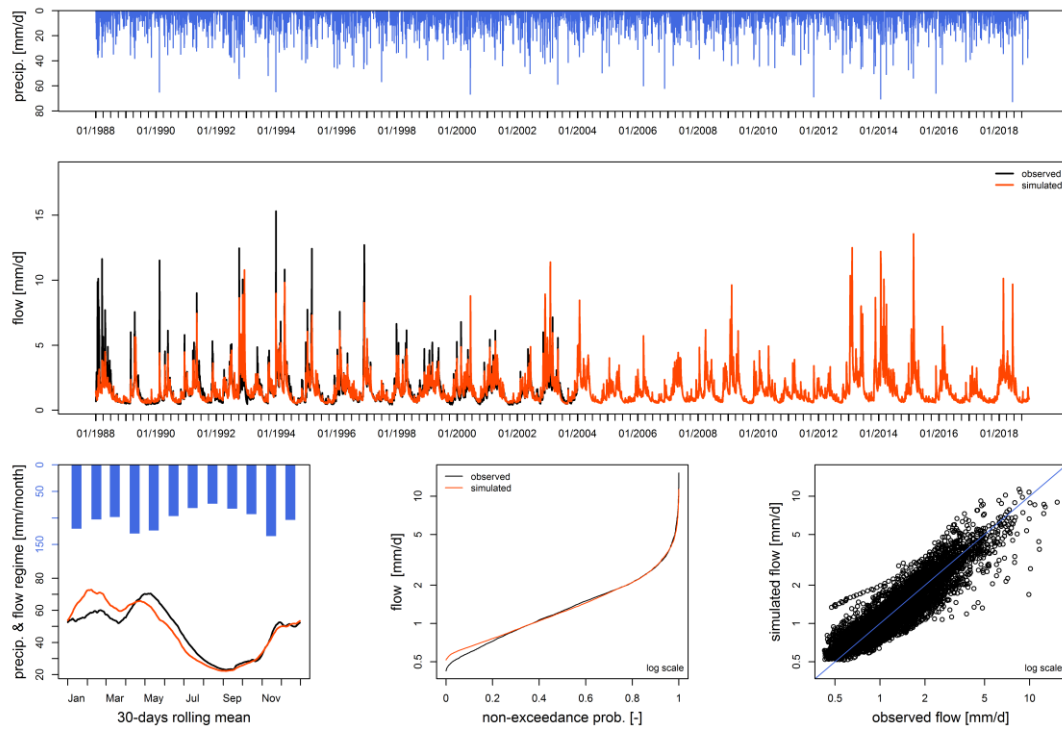 precip. [mm/d]
0
20
40
60
80
01/1988 01/1990 01/1992 01/1994 01/1996 01/1998 01/2000 01/2002 01/2004 01/2006 01/2008 01/2010 01/2012 01/2014 01/2016 01/2018
flow [mm/d]
15
10
5
0
observed
simulated
01/1988 01/1990 01/1992 01/1994 01/1996 01/1998 01/2000 01/2002 01/2004 01/2006 01/2008 01/2010 01/2012 01/2014 01/2016 01/2018
precip. & flow regime [mm/month]
0
50
150
80
60
40
20
Jan Mar May Jul Sep Nov
30-days rolling mean
flow [mm/d]
observed
simulated
10
5
2
1
0.5
log scale
0 0.2 0.4 0.6 0.8 1
non-exceedance prob. [-]
simulated flow [mm/d]
10
5
2
1
0.5
log scale
0.5 1 2 5 10
observed flow [mm/d]